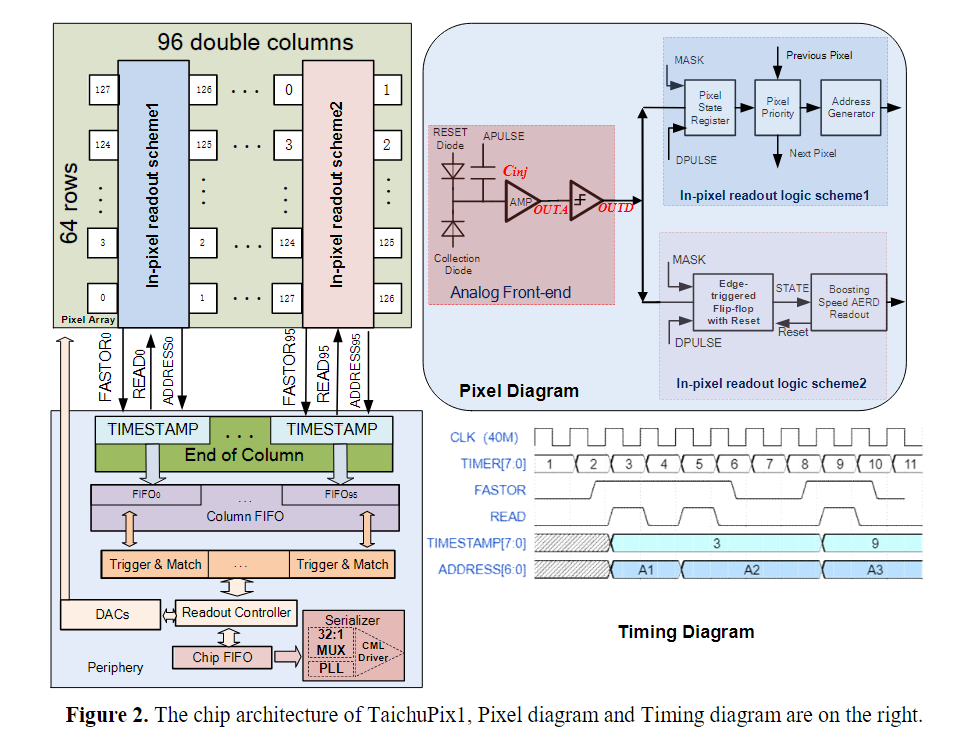 96 double columns
64 rows
127
126
. . .
0
1
124
125
. . .
3
2
3
2
. . .
124
125
0
1
. . .
127
126
In-pixel readout scheme1
In-pixel readout scheme2
Pixel Array
FASTOR0
READ0
ADDRESS0
FASTOR95
READ95
ADDRESS95
TIMESTAMP
. . .
TIMESTAMP
End of Column
FIFO0
...
FIFO95
Column FIFO
Trigger & Match
...
Trigger & Match
DACs
Readout Controller
Chip FIFO
Serializer
32:1
MUX
PLL
CML
Driver
Periphery
RESET
Diode
APULSE
Cinj
AMP
OUTA
OUTD
Collection
Diode
Analog Front-end
MASK
Previous Pixel
Pixel
State
Register
Pixel
Priority
Address
Generator
DPULSE
Next Pixel
In-pixel readout logic scheme1
MASK
Edge-
triggered
Flip-flop
with Reset
STATE
Reset
Boosting
Speed AERD
Readout
DPULSE
In-pixel readout logic scheme2
Pixel Diagram
CLK (40M)
TIMER[7:0] 1 2 3 4 5 6 7 8 9 10 11
FASTOR
READ
TIMESTAMP[7:0] 3 9
ADDRESS[6:0] A1 A2 A3
Timing Diagram
Figure 2. The chip architecture of TaichuPix1, Pixel diagram and Timing diagram are on the right.